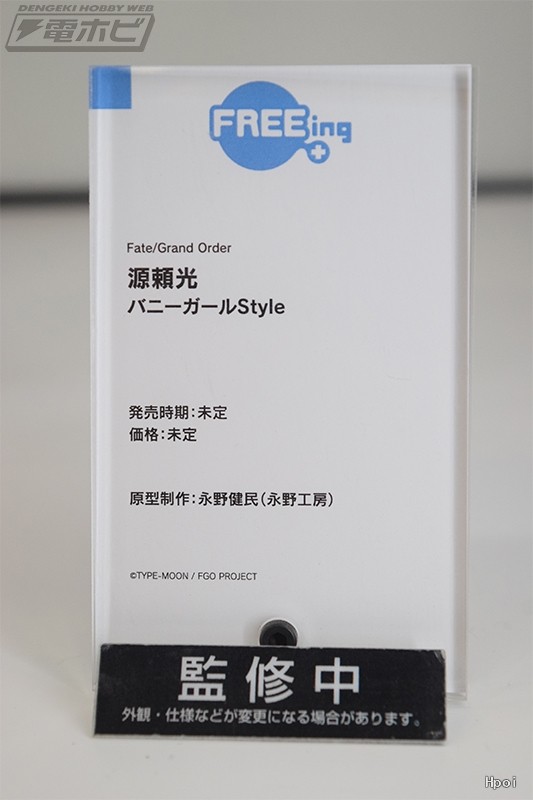 DENGEKI HOBBY WEB
電ホビ
FREEing
Fate/Grand Order
源頼光
バニーガールStyle
発売時期：未定
価格：未定
原型制作：永野健民（永野工房）
©TYPE-MOON / FGO PROJECT
監修中
外観・仕様などが変更になる場合があります。
Hpoi